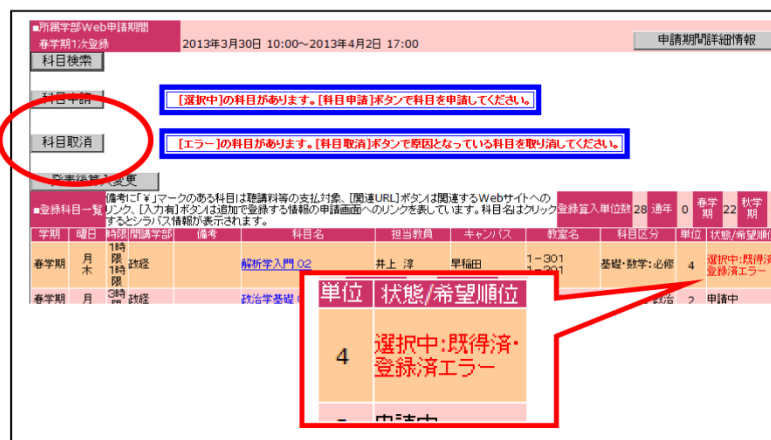 ■所属学部Web申請期間
春学期1次登録 2013年3月30日 10:00～2013年4月2日 17:00 申請期間詳細情報
科目検索
科目申請 [選択中]の科目があります。[科目申請]ボタンで科目を申請してください。
科目取消 [エラー]の科目があります。[科目取消]ボタンで原因となっている科目を取り消してください。
発表後算入変更
■登録科目一覧 備考に「￥」マークのある科目は聴講料等の支払対象、[関連URL]ボタンは関連するWebサイトへの
リンク、[入力有]ボタンは追加で登録する情報の申請画面へのリンクを表しています。科目名はクリック
するとシラバス情報が表示されます。
登録算入単位数 28 通年 0 春学期 22 秋学期
学期 曜日 時限 開講学部 備考 科目名 担当教員 キャンパス 教室名 科目区分 単位 状態/希望順位
春学期 月木 1時限1時限 政経 解析学入門 02 井上 淳 早稲田 1-301 1-301 基礎・数学:必修 4 選択中:既得済・登録済エラー
春学期 月 3時限 政経 政治学基礎 政治 2 申請中
単位 状態/希望順位
4 選択中:既得済・
登録済エラー
申請中